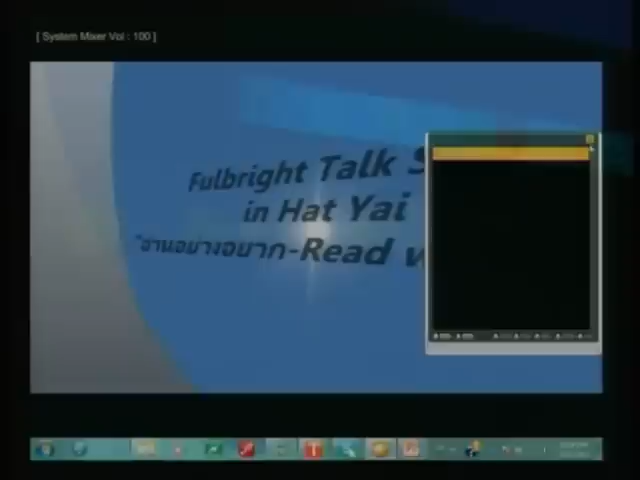 [ System Mixer Vol : 100 ]
Fulbright Talk S
in Hat Yai
"อ่านอย่างอยาก-Read w